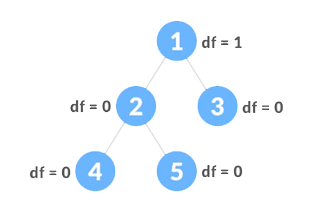 1 df = 1
df = 0 2 3 df = 0
df = 0 4 5 df = 0